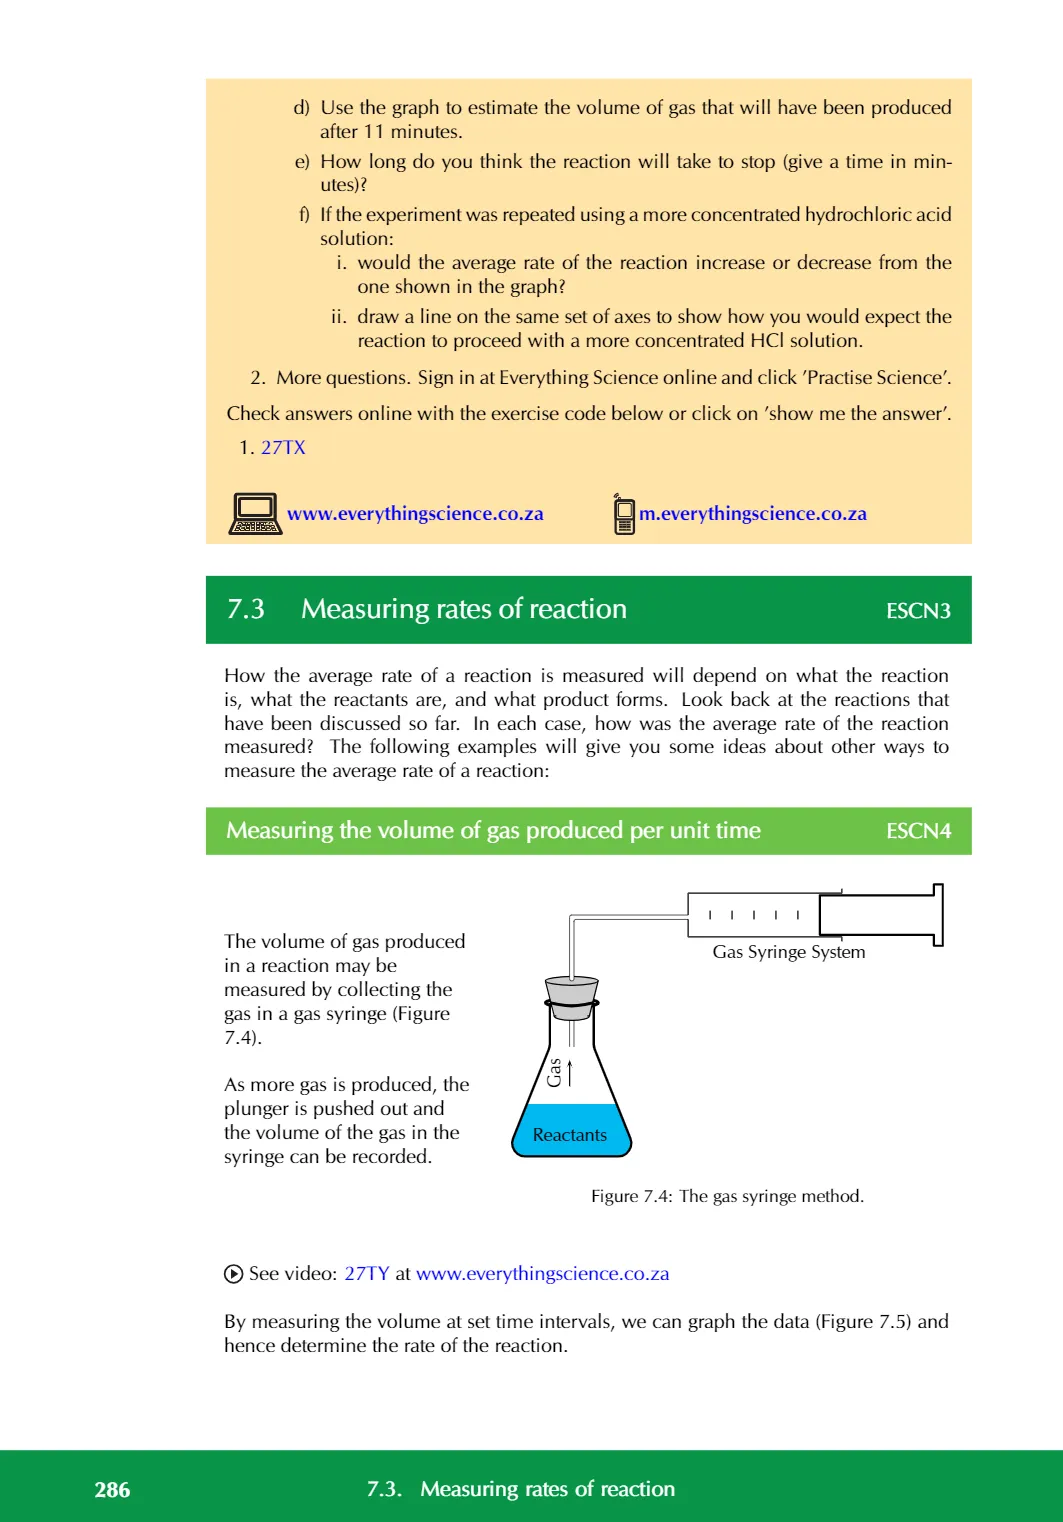 d) Use the graph to estimate the volume of gas that will have been produced
after 11 minutes.
e) How long do you think the reaction will take to stop (give a time in min-
utes)?
f) If the experiment was repeated using a more concentrated hydrochloric acid
solution:
i. would the average rate of the reaction increase or decrease from the
one shown in the graph?
ii. draw a line on the same set of axes to show how you would expect the
reaction to proceed with a more concentrated HCl solution.
2. More questions. Sign in at Everything Science online and click ’Practise Science’.
Check answers online with the exercise code below or click on ’show me the answer’.
1. 27TX
www.everythingscience.co.za m.everythingscience.co.za
7.3 Measuring rates of reaction ESCN3
How the average rate of a reaction is measured will depend on what the reaction
is, what the reactants are, and what product forms. Look back at the reactions that
have been discussed so far. In each case, how was the average rate of the reaction
measured? The following examples will give you some ideas about other ways to
measure the average rate of a reaction:
Measuring the volume of gas produced per unit time ESCN4
The volume of gas produced
in a reaction may be
measured by collecting the
gas in a gas syringe (Figure
7.4).
As more gas is produced, the
plunger is pushed out and
the volume of the gas in the
syringe can be recorded.
Gas Syringe System
Gas
Reactants
Figure 7.4: The gas syringe method.
See video: 27TY at www.everythingscience.co.za
By measuring the volume at set time intervals, we can graph the data (Figure 7.5) and
hence determine the rate of the reaction.
286 7.3. Measuring rates of reaction